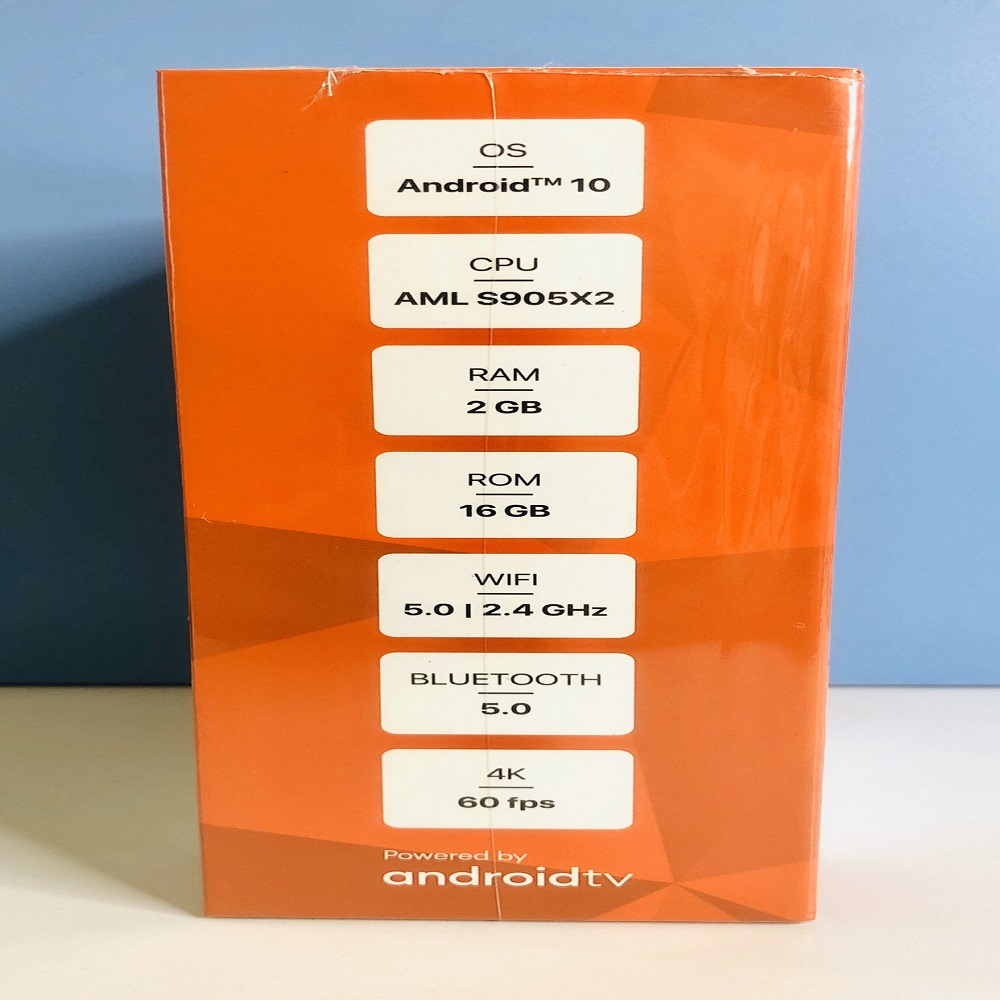 OS
Android™ 10
CPU
AML S905X2
RAM
2 GB
ROM
16 GB
WIFI
5.0 | 2.4 GHz
BLUETOOTH
5.0
4K
60 fps
Powered by
androidtv